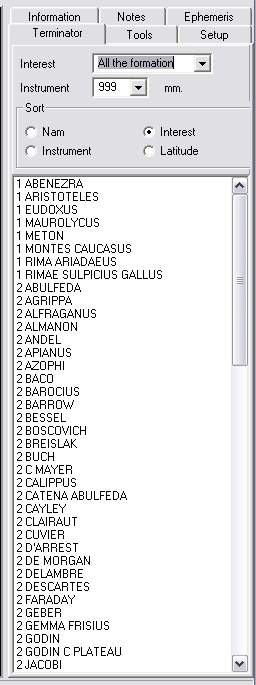 Information Notes Ephemeris
Terminator Tools Setup
Interest All the formation
Instrument 999 mm.
Sort
Nam Interest
Instrument Latitude
1 ABENEZRA
1 ARISTOTELES
1 EUDOXUS
1 MAUROLYCUS
1 METON
1 MONTES CAUCASUS
1 RIMA ARIADAEUS
1 RIMAE SULPICIUS GALLUS
2 ABULFEDA
2 AGRIPPA
2 ALFRAGANUS
2 ALMANON
2 ANDEL
2 APIANUS
2 AZOPHI
2 BACO
2 BAROCIUS
2 BARROW
2 BESSEL
2 BOSCOVICH
2 BREISLAK
2 BUCH
2 C MAYER
2 CALIPPUS
2 CATENA ABULFEDA
2 CAYLEY
2 CLAIRAUT
2 CUVIER
2 D'ARREST
2 DE MORGAN
2 DELAMBRE
2 DESCARTES
2 FARADAY
2 GEBER
2 GEMMA FRISIUS
2 GODIN
2 GODIN C PLATEAU
2 JACOBI